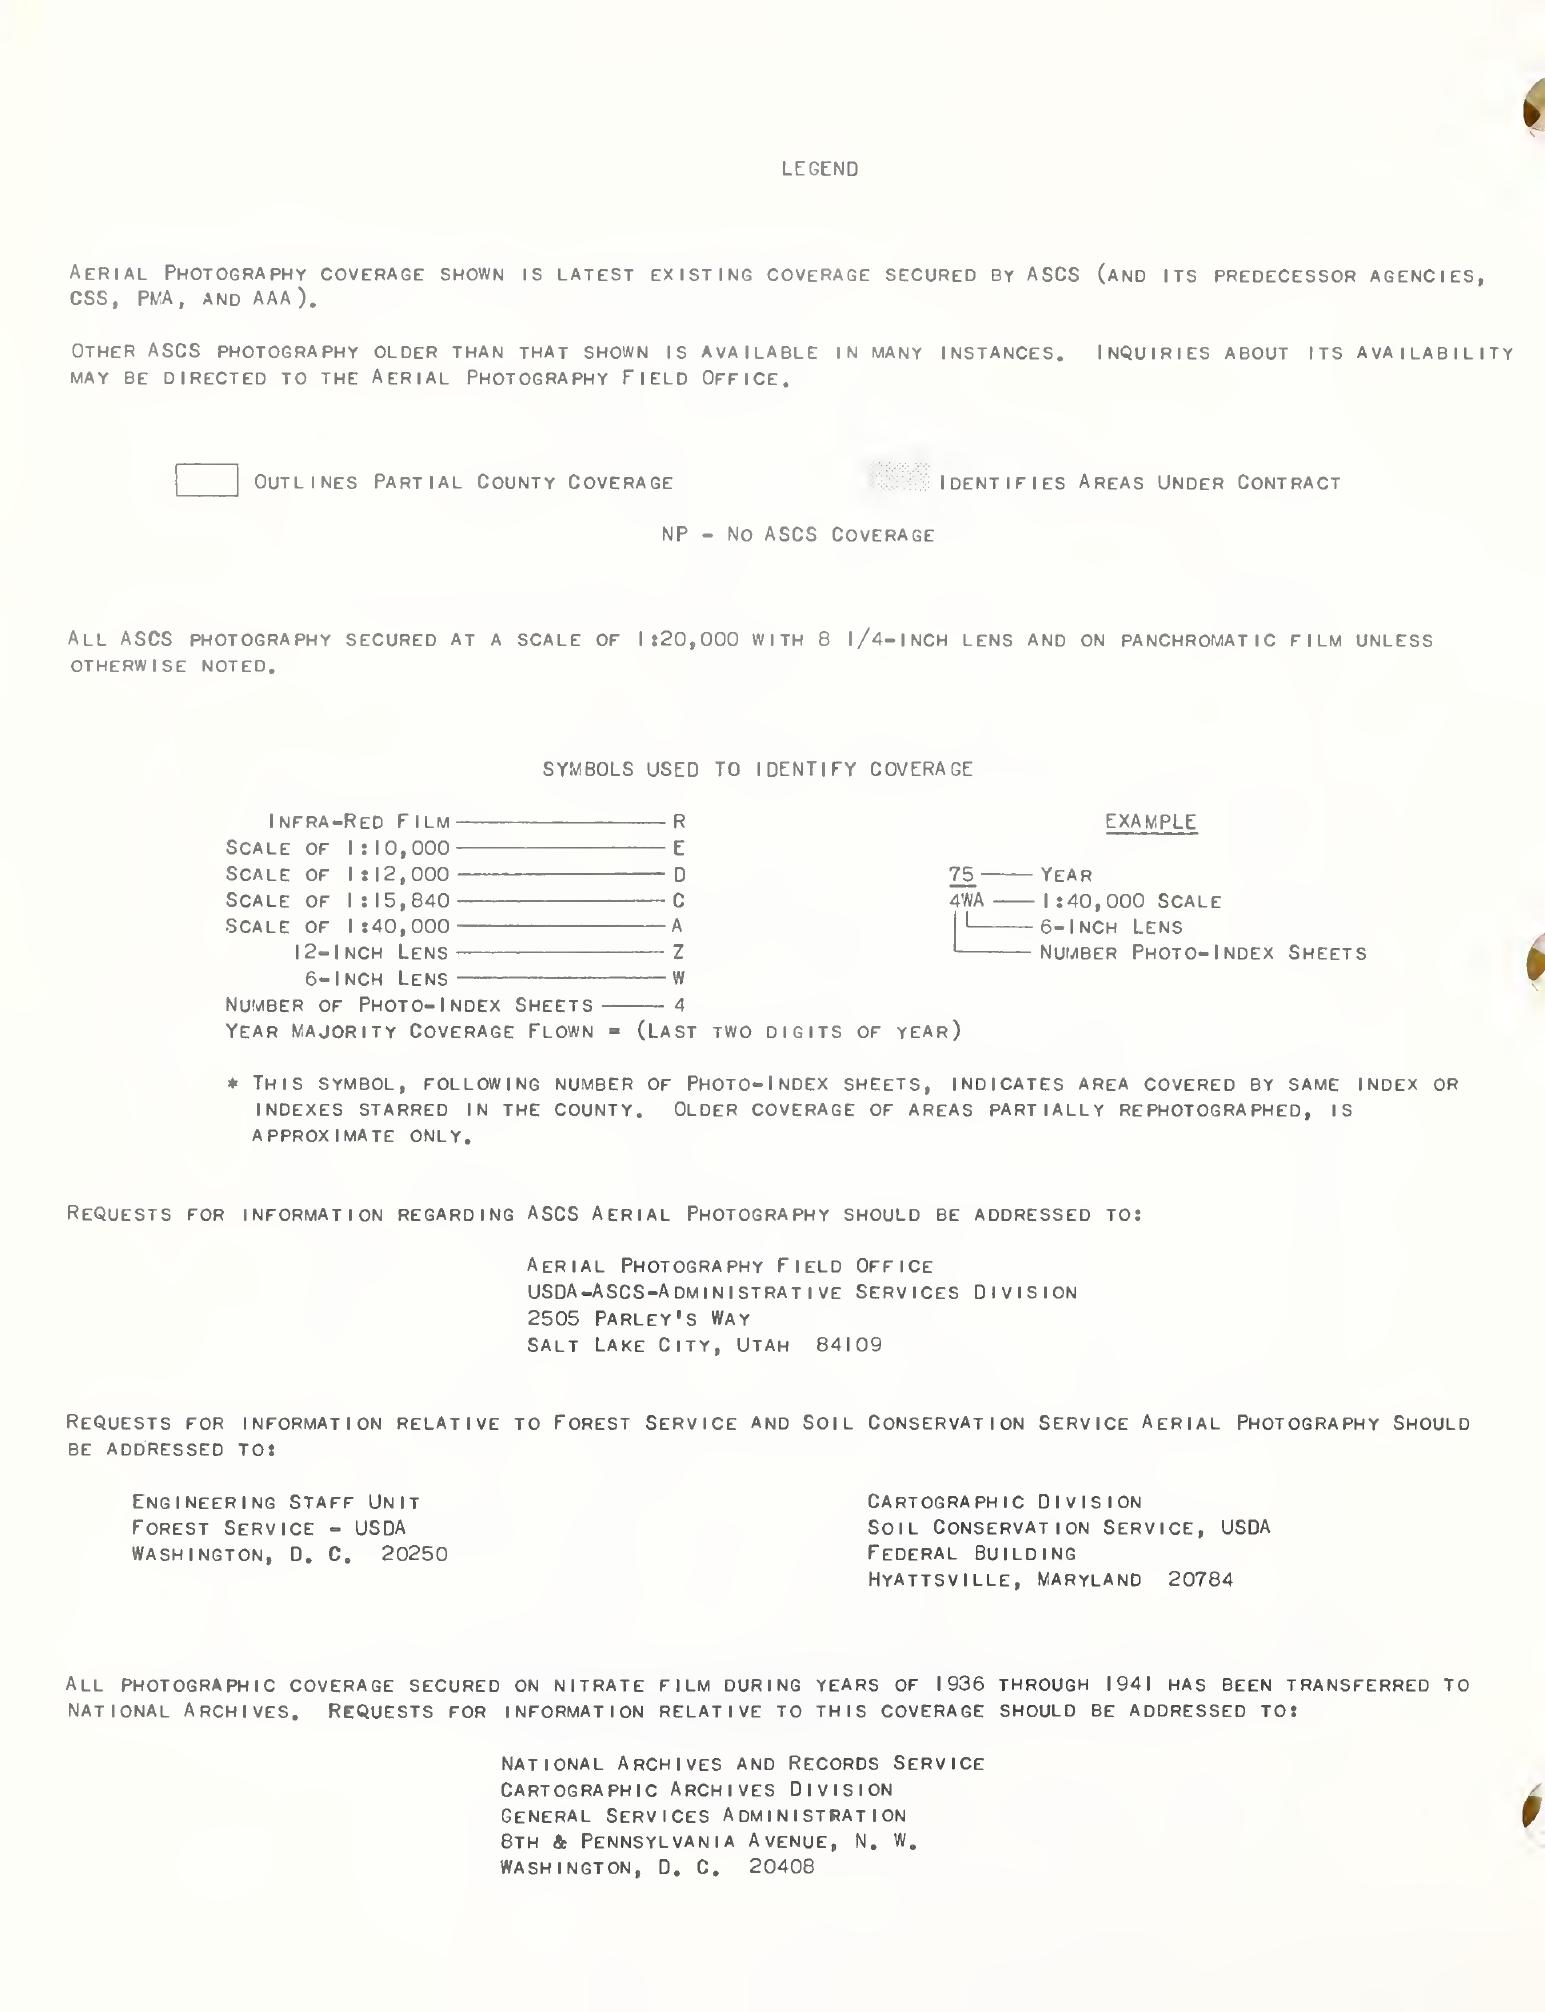 LEGEND
AERIAL PHOTOGRAPHY COVERAGE SHOWN IS LATEST EXISTING COVERAGE SECURED BY ASCS (AND ITS PREDECESSOR AGENCIES,
CSS, PMA, AND AAA).
OTHER ASCS PHOTOGRAPHY OLDER THAN THAT SHOWN IS AVAILABLE IN MANY INSTANCES. INQUIRIES ABOUT ITS AVAILABILITY
MAY BE DIRECTED TO THE AERIAL PHOTOGRAPHY FIELD OFFICE.
OUTLINES PARTIAL COUNTY COVERAGE
IDENTIFIES AREAS UNDER CONTRACT
NP - NO ASCS COVERAGE
ALL ASCS PHOTOGRAPHY SECURED AT A SCALE OF 1:20,000 WITH 8 1/4-INCH LENS AND ON PANCHROMATIC FILM UNLESS
OTHERWISE NOTED.
SYMBOLS USED TO IDENTIFY COVERAGE
INFRA-RED FILM R
SCALE OF 1:10,000 E
SCALE OF 1:12,000 D
SCALE OF 1:15,840 C
SCALE OF 1:40,000 A
12-INCH LENS Z
6-INCH LENS W
NUMBER OF PHOTO-INDEX SHEETS 4
YEAR MAJORITY COVERAGE FLOWN = (LAST TWO DIGITS OF YEAR)
EXAMPLE
75 YEAR
4WA 1:40,000 SCALE
6-INCH LENS
NUMBER PHOTO-INDEX SHEETS
* THIS SYMBOL, FOLLOWING NUMBER OF PHOTO-INDEX SHEETS, INDICATES AREA COVERED BY SAME INDEX OR
INDEXES STARRED IN THE COUNTY. OLDER COVERAGE OF AREAS PARTIALLY REPHOTOGRAPHED, IS
APPROXIMATE ONLY.
REQUESTS FOR INFORMATION REGARDING ASCS AERIAL PHOTOGRAPHY SHOULD BE ADDRESSED TO:
AERIAL PHOTOGRAPHY FIELD OFFICE
USDA-ASCS-ADMINISTRATIVE SERVICES DIVISION
2505 PARLEY'S WAY
SALT LAKE CITY, UTAH 84109
REQUESTS FOR INFORMATION RELATIVE TO FOREST SERVICE AND SOIL CONSERVATION SERVICE AERIAL PHOTOGRAPHY SHOULD
BE ADDRESSED TO:
ENGINEERING STAFF UNIT
FOREST SERVICE - USDA
WASHINGTON, D. C. 20250
CARTOGRAPHIC DIVISION
SOIL CONSERVATION SERVICE, USDA
FEDERAL BUILDING
HYATTSVILLE, MARYLAND 20784
ALL PHOTOGRAPHIC COVERAGE SECURED ON NITRATE FILM DURING YEARS OF 1936 THROUGH 1941 HAS BEEN TRANSFERRED TO
NATIONAL ARCHIVES. REQUESTS FOR INFORMATION RELATIVE TO THIS COVERAGE SHOULD BE ADDRESSED TO:
NATIONAL ARCHIVES AND RECORDS SERVICE
CARTOGRAPHIC ARCHIVES DIVISION
GENERAL SERVICES ADMINISTRATION
8TH & PENNSYLVANIA AVENUE, N. W.
WASHINGTON, D. C. 20408